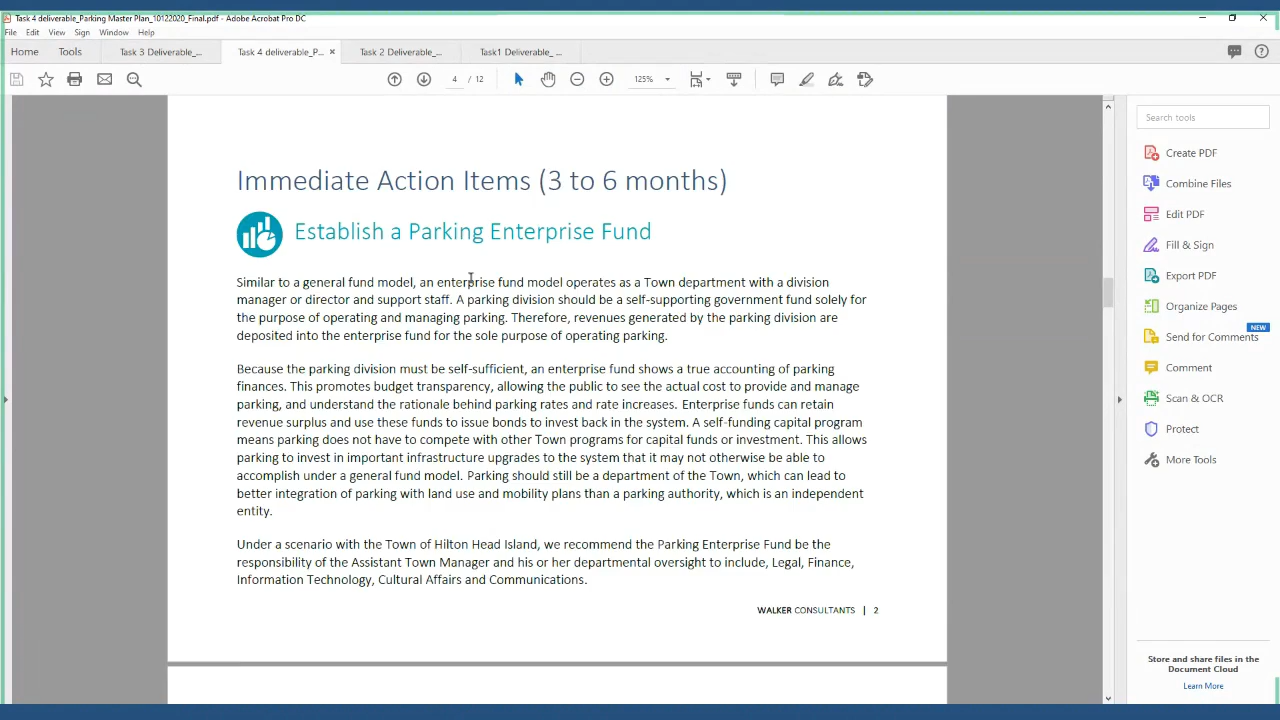 Task 4 deliverable_Parking Master Plan_10122020_Final.pdf - Adobe Acrobat Pro DC
File Edit View Sign Window Help
Home Tools Task 3 Deliverable_... Task 4 deliverable_P... × Task 2 Deliverable_... Task1 Deliverable_ ...
4 / 12 125%
Search tools
Create PDF
Combine Files
Edit PDF
Fill & Sign
Export PDF
Organize Pages
Send for Comments NEW
Comment
Scan & OCR
Protect
More Tools
Store and share files in the
Document Cloud
Learn More
Immediate Action Items (3 to 6 months)
Establish a Parking Enterprise Fund
Similar to a general fund model, an enterprise fund model operates as a Town department with a division
manager or director and support staff. A parking division should be a self-supporting government fund solely for
the purpose of operating and managing parking. Therefore, revenues generated by the parking division are
deposited into the enterprise fund for the sole purpose of operating parking.
Because the parking division must be self-sufficient, an enterprise fund shows a true accounting of parking
finances. This promotes budget transparency, allowing the public to see the actual cost to provide and manage
parking, and understand the rationale behind parking rates and rate increases. Enterprise funds can retain
revenue surplus and use these funds to issue bonds to invest back in the system. A self-funding capital program
means parking does not have to compete with other Town programs for capital funds or investment. This allows
parking to invest in important infrastructure upgrades to the system that it may not otherwise be able to
accomplish under a general fund model. Parking should still be a department of the Town, which can lead to
better integration of parking with land use and mobility plans than a parking authority, which is an independent
entity.
Under a scenario with the Town of Hilton Head Island, we recommend the Parking Enterprise Fund be the
responsibility of the Assistant Town Manager and his or her departmental oversight to include, Legal, Finance,
Information Technology, Cultural Affairs and Communications.
WALKER CONSULTANTS | 2